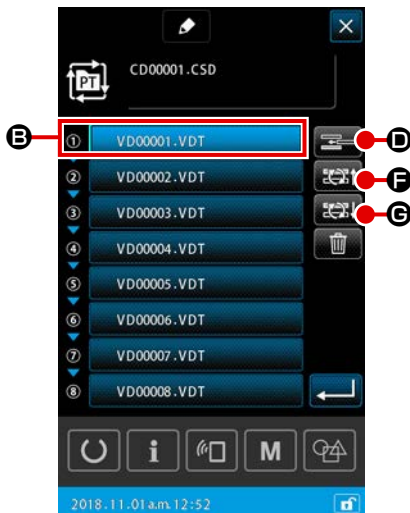 PT
CD00001.CSD
B
① VD00001.VDT
D
② VD00002.VDT
F
③ VD00003.VDT
G
④ VD00004.VDT
⑤ VD00005.VDT
⑥ VD00006.VDT
⑦ VD00007.VDT
⑧ VD00008.VDT
i
M
2018.11.01 a.m. 12:52